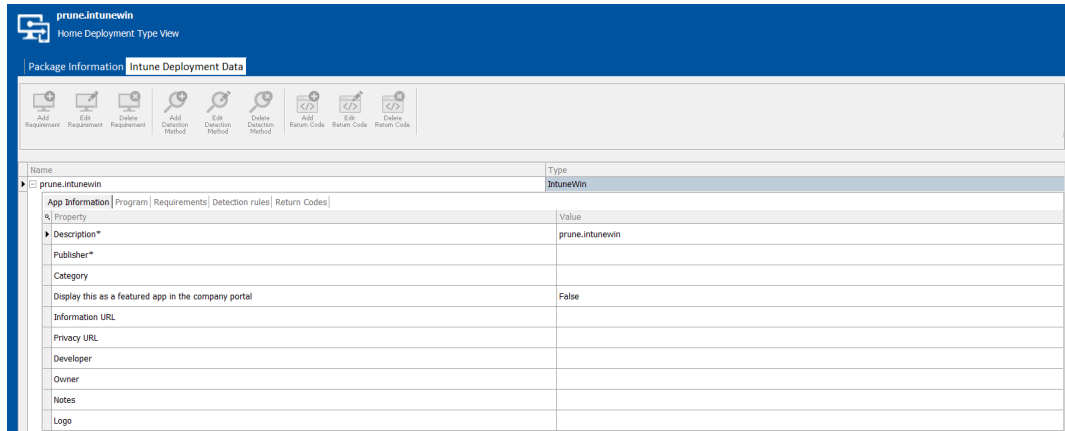 prune.intunewin
Home Deployment Type View
Package Information Intune Deployment Data
Add Requirement
Edit Requirement
Delete Requirement
Add Detection Method
Edit Detection Method
Delete Detection Method
Add Return Code
Edit Return Code
Delete Return Code
Name Type
prune.intunewin IntuneWin
App Information Program Requirements Detection rules Return Codes
Property Value
Description* prune.intunewin
Publisher*
Category
Display this as a featured app in the company portal False
Information URL
Privacy URL
Developer
Owner
Notes
Logo